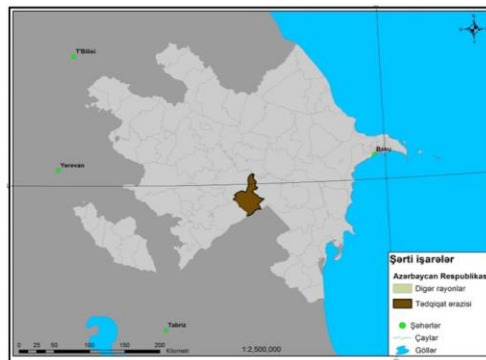 T'Bilisi
Yerevan
Baku
Tabriz
Şərti işarələr
Azərbaycan Respublikası
Digər rayonlar
Tədqiqat ərazisi
Şəhərlər
Çaylar
Göllər
0 25 50 100 150 200
Kilometr
1:2,500,000